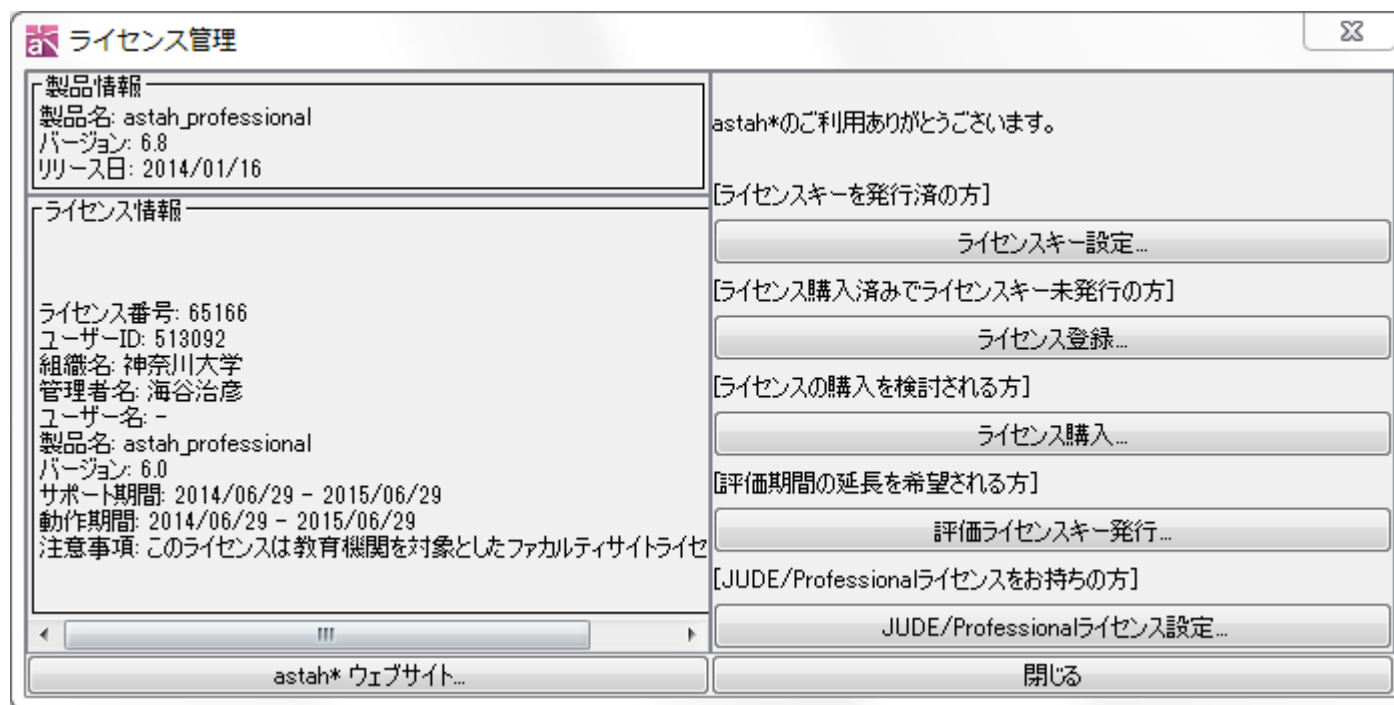 ライセンス管理
製品情報
製品名: astah_professional
バージョン: 6.8
リリース日: 2014/01/16
ライセンス情報
ライセンス番号: 65166
ユーザーID: 513092
組織名: 神奈川大学
管理者名: 海谷治彦
ユーザー名: -
製品名: astah_professional
バージョン: 6.0
サポート期間: 2014/06/29 - 2015/06/29
動作期間: 2014/06/29 - 2015/06/29
注意事項: このライセンスは教育機関を対象としたファカルティサイトライセ
astah* ウェブサイト...
astah*のご利用ありがとうございます。
[ライセンスキーを発行済の方]
ライセンスキー設定...
[ライセンス購入済みでライセンスキー未発行の方]
ライセンス登録...
[ライセンスの購入を検討される方]
ライセンス購入...
[評価期間の延長を希望される方]
評価ライセンスキー発行...
[JUDE/Professionalライセンスをお持ちの方]
JUDE/Professionalライセンス設定...
閉じる